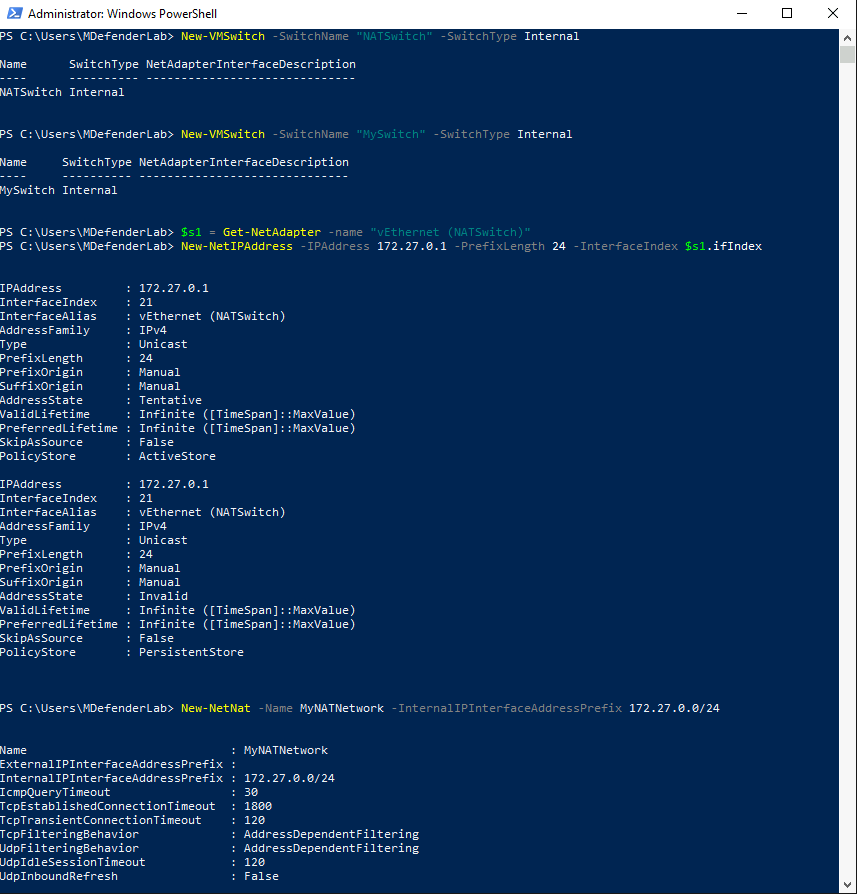 Administrator: Windows PowerShell
PS C:\Users\MDefenderLab> New-VMSwitch -SwitchName "NATSwitch" -SwitchType Internal
Name      SwitchType NetAdapterInterfaceDescription
----      ---------- ------------------------------
NATSwitch Internal
PS C:\Users\MDefenderLab> New-VMSwitch -SwitchName "MySwitch" -SwitchType Internal
Name     SwitchType NetAdapterInterfaceDescription
----     ---------- ------------------------------
MySwitch Internal
PS C:\Users\MDefenderLab> $s1 = Get-NetAdapter -name "vEthernet (NATSwitch)"
PS C:\Users\MDefenderLab> New-NetIPAddress -IPAddress 172.27.0.1 -PrefixLength 24 -InterfaceIndex $s1.ifIndex
IPAddress         : 172.27.0.1
InterfaceIndex    : 21
InterfaceAlias    : vEthernet (NATSwitch)
AddressFamily     : IPv4
Type              : Unicast
PrefixLength      : 24
PrefixOrigin      : Manual
SuffixOrigin      : Manual
AddressState      : Tentative
ValidLifetime     : Infinite ([TimeSpan]::MaxValue)
PreferredLifetime : Infinite ([TimeSpan]::MaxValue)
SkipAsSource      : False
PolicyStore       : ActiveStore
IPAddress         : 172.27.0.1
InterfaceIndex    : 21
InterfaceAlias    : vEthernet (NATSwitch)
AddressFamily     : IPv4
Type              : Unicast
PrefixLength      : 24
PrefixOrigin      : Manual
SuffixOrigin      : Manual
AddressState      : Invalid
ValidLifetime     : Infinite ([TimeSpan]::MaxValue)
PreferredLifetime : Infinite ([TimeSpan]::MaxValue)
SkipAsSource      : False
PolicyStore       : PersistentStore
PS C:\Users\MDefenderLab> New-NetNat -Name MyNATNetwork -InternalIPInterfaceAddressPrefix 172.27.0.0/24
Name                             : MyNATNetwork
ExternalIPInterfaceAddressPrefix :
InternalIPInterfaceAddressPrefix : 172.27.0.0/24
IcmpQueryTimeout                 : 30
TcpEstablishedConnectionTimeout  : 1800
TcpTransientConnectionTimeout    : 120
TcpFilteringBehavior             : AddressDependentFiltering
UdpFilteringBehavior             : AddressDependentFiltering
UdpIdleSessionTimeout            : 120
UdpInboundRefresh                : False